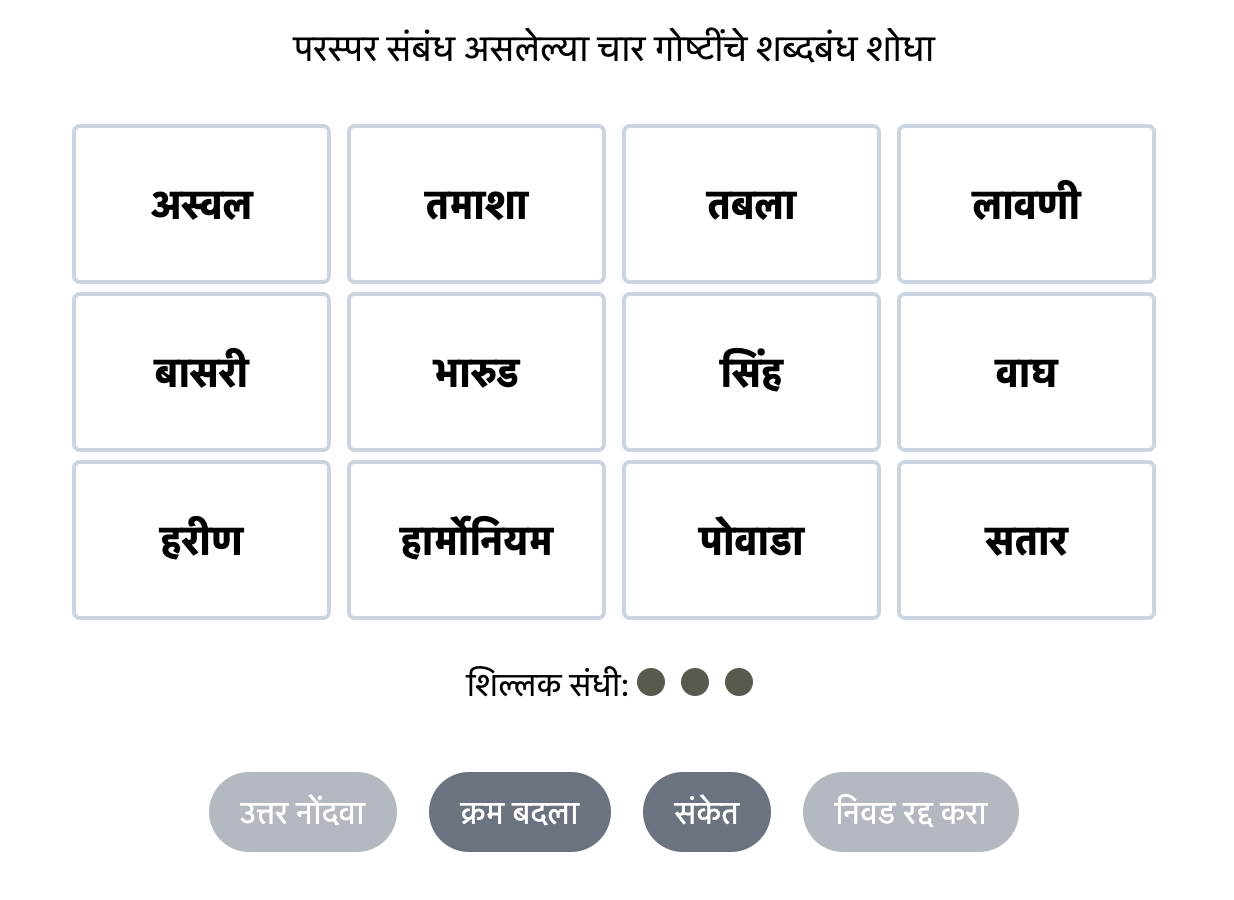 परस्पर संबंध असलेल्या चार गोष्टींचे शब्दबंध शोधा
अस्वल तमाशा तबला लावणी
बासरी भारुड सिंह वाघ
हरीण हार्मोनियम पोवाडा सतार
शिल्लक संधी:
उत्तर नोंदवा क्रम बदला संकेत निवड रद्द करा